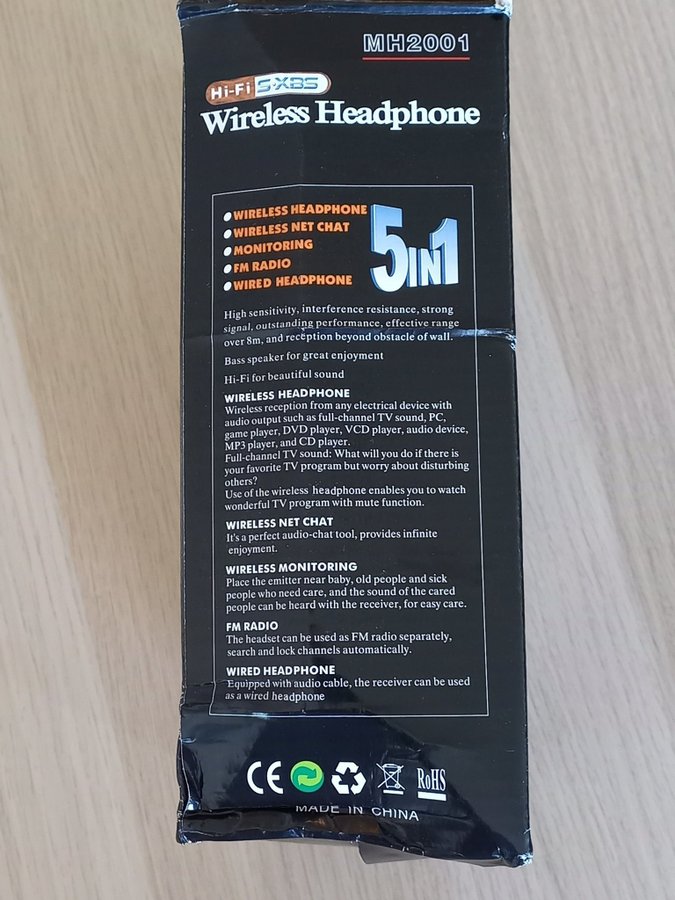 MH2001
Hi-Fi S-XBS
Wireless Headphone
WIRELESS HEADPHONE
WIRELESS NET CHAT
MONITORING
FM RADIO
WIRED HEADPHONE
5IN1
High sensitivity, interference resistance, strong
signal, outstanding performance, effective range
over 8m, and reception beyond obstacle of wall.
Bass speaker for great enjoyment
Hi-Fi for beautiful sound
WIRELESS HEADPHONE
Wireless reception from any electrical device with
audio output such as full-channel TV sound, PC,
game player, DVD player, VCD player, audio device,
MP3 player, and CD player.
Full-channel TV sound: What will you do if there is
your favorite TV program but worry about disturbing
others?
Use of the wireless headphone enables you to watch
wonderful TV program with mute function.
WIRELESS NET CHAT
It's a perfect audio-chat tool, provides infinite
enjoyment.
WIRELESS MONITORING
Place the emitter near baby, old people and sick
people who need care, and the sound of the cared
people can be heard with the receiver, for easy care.
FM RADIO
The headset can be used as FM radio separately,
search and lock channels automatically.
WIRED HEADPHONE
Equipped with audio cable, the receiver can be used
as a wired headphone
CE RoHS
MADE IN CHINA